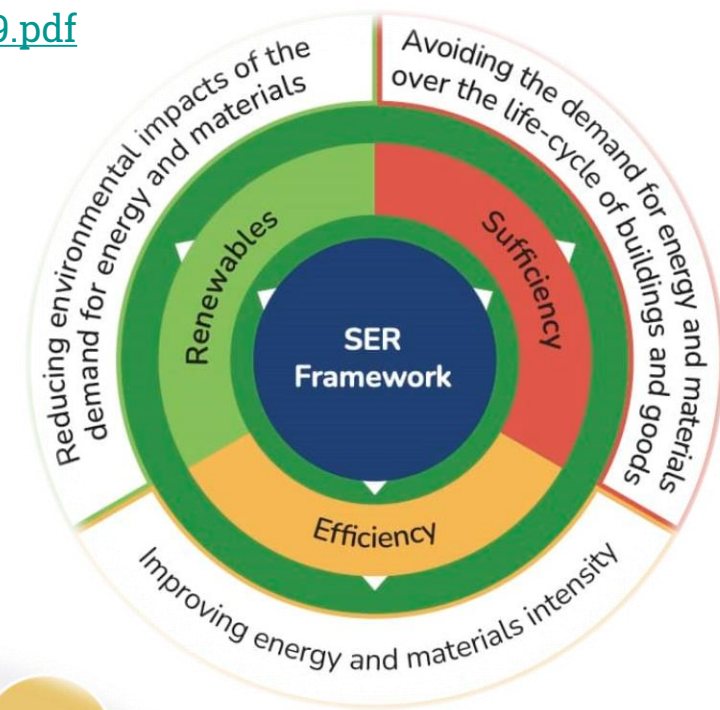 9.pdf
Reducing environmental impacts of the
demand for energy and materials
Avoiding the demand for energy and materials
over the life-cycle of buildings and goods
Renewables
Sufficiency
SER
Framework
Efficiency
Improving energy and materials intensity